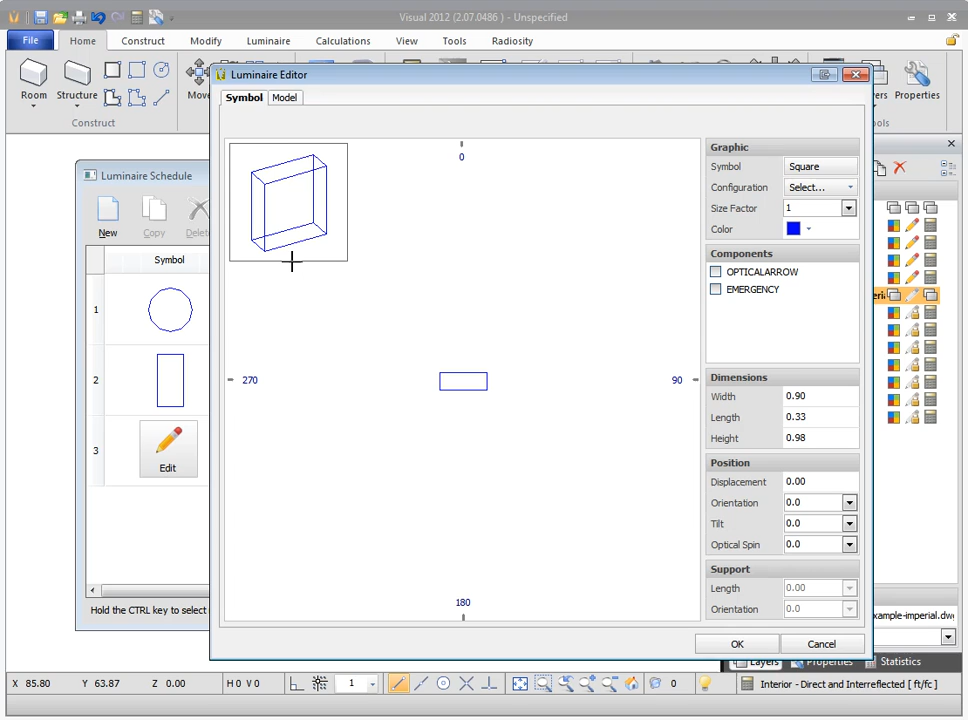 Visual 2012 (2.07.0486) - Unspecified
File Home Construct Modify Luminaire Calculations View Tools Radiosity
Room Structure Move Properties
Construct
Luminaire Editor
Symbol Model
0
270
90
180
Graphic
Symbol Square
Configuration Select...
Size Factor 1
Color
Components
OPTICALARROW
EMERGENCY
Dimensions
Width 0.90
Length 0.33
Height 0.98
Position
Displacement 0.00
Orientation 0.0
Tilt 0.0
Optical Spin 0.0
Support
Length 0.00
Orientation 0.0
OK Cancel
Luminaire Schedule
New Copy Delet
Symbol
1
2
3
Edit
Hold the CTRL key to select
xample-imperial.dw
Layers Properties Statistics
X 85.80 Y 63.87 Z 0.00 H 0 V 0 1 0 Interior - Direct and Interreflected [ ft/fc ]